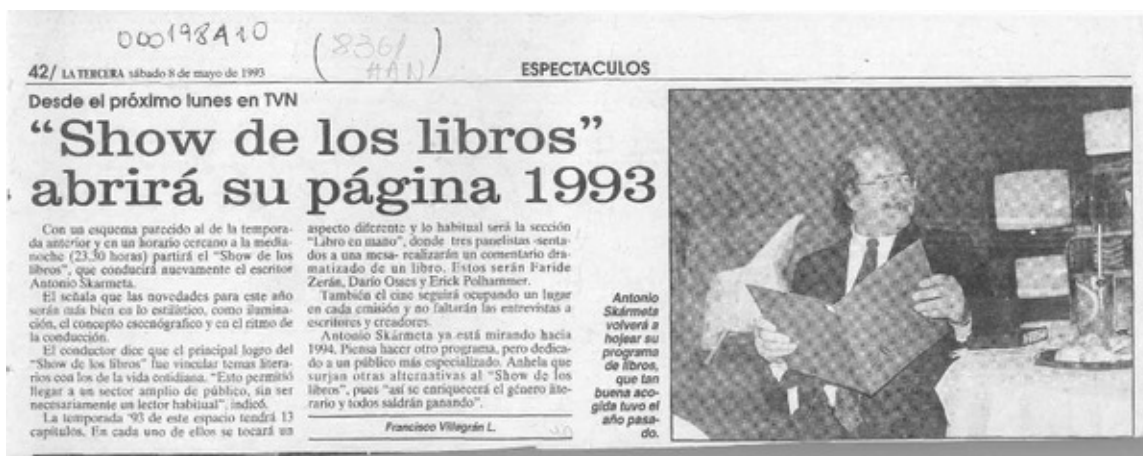 000198410
(836/
HAN)
42/ LA TERCERA sábado 8 de mayo de 1993
ESPECTACULOS
Desde el próximo lunes en TVN
“Show de los libros”
abrirá su página 1993
Con un esquema parecido al de la tempora-
da anterior y en un horario cercano a la media-
noche (23.30 horas) partirá el "Show de los
libros", que conducirá nuevamente el escritor
Antonio Skarmeta.
El señala que las novedades para este año
serán más bien en lo estilístico, como ilumina-
ción, el concepto escenógrafico y en el ritmo de
la conducción.
El conductor dice que el principal logro del
"Show de los libros" fue vincular temas litera-
rios con los de la vida cotidiana. "Esto permitió
llegar a un sector amplio de público, sin ser
necesariamente un lector habitual", indicó.
La temporada '93 de este espacio tendrá 13
capítulos. En cada uno de ellos se tocará un
aspecto diferente y lo habitual será la sección
"Libro en mano", donde tres panelistas -senta-
dos a una mesa- realizarán un comentario dra-
matizado de un libro. Estos serán Faride
Zerán, Darío Osses y Erick Polhammer.
También el cine seguirá ocupando un lugar
en cada emisión y no faltarán las entrevistas a
escritores y creadores.
Antonio Skármeta ya está mirando hacia
1994. Piensa hacer otro programa, pero dedica-
do a un público más especializado. Anhela que
surjan otras alternativas al "Show de los
libros", pues "así se enriquecerá el género lite-
rario y todos saldrán ganando".
Francisco Villegrán L.
Antonio
Skármeta
volverá a
hojear su
programa
de libros,
que tan
buena aco-
gida tuvo el
año pasa-
do.